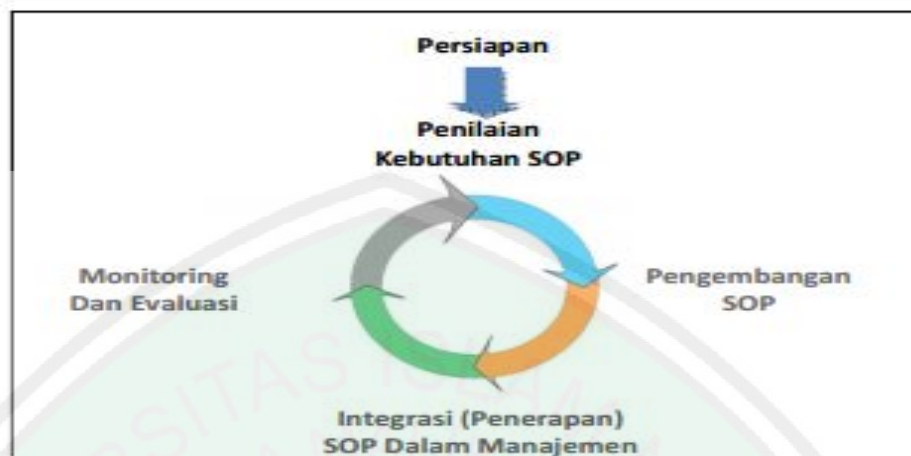 Persiapan
Penilaian
Kebutuhan SOP
Monitoring
Dan Evaluasi
Pengembangan
SOP
Integrasi (Penerapan)
SOP Dalam Manajemen